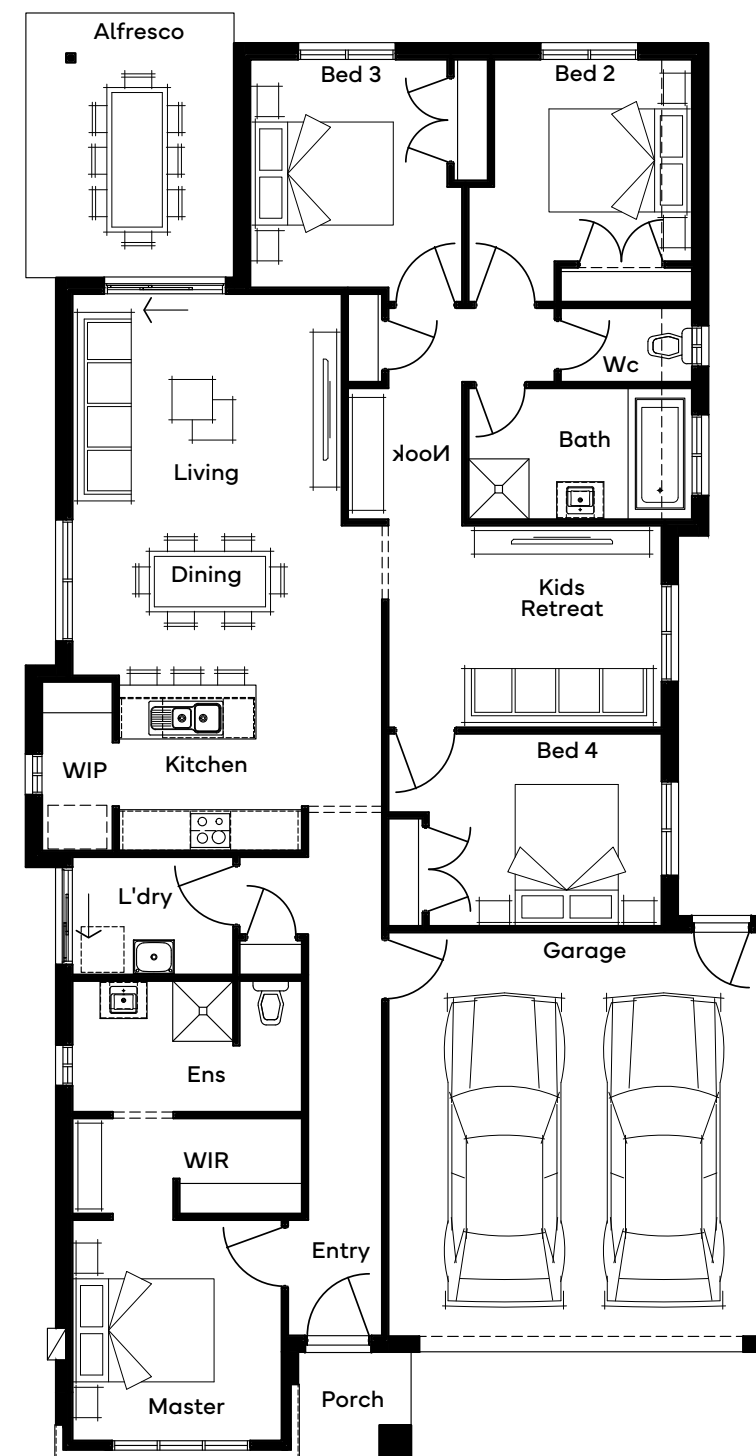 Alfresco
Bed 3
Bed 2
Wc
Bath
Nook
Living
Dining
Kids
Retreat
Bed 4
Kitchen
WIP
L'dry
Garage
Ens
WIR
Entry
Master
Porch